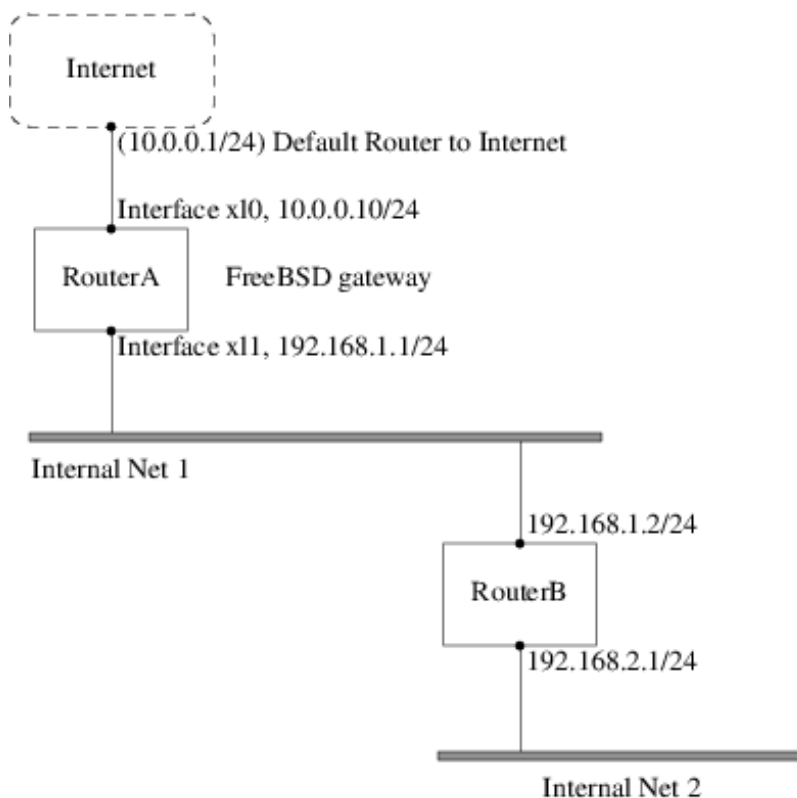 Internet
(10.0.0.1/24) Default Router to Internet
Interface xl0, 10.0.0.10/24
RouterA
FreeBSD gateway
Interface xl1, 192.168.1.1/24
Internal Net 1
192.168.1.2/24
RouterB
192.168.2.1/24
Internal Net 2